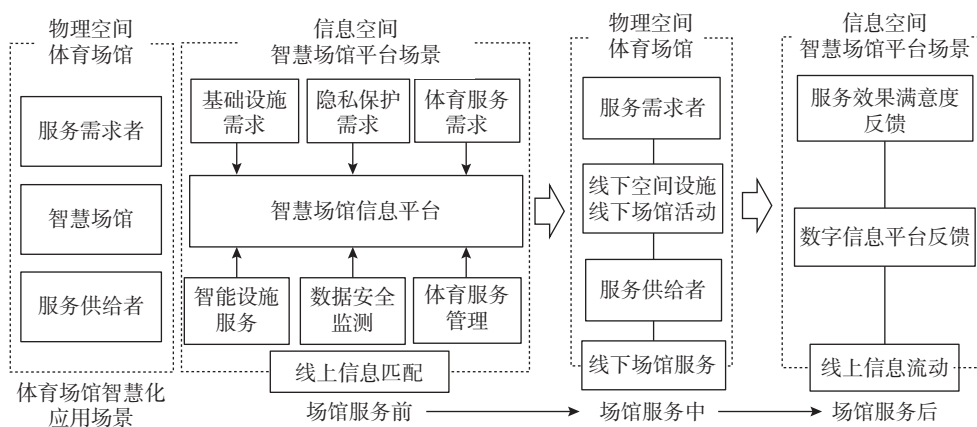 物理空间
体育场馆
服务需求者
智慧场馆
服务供给者
体育场馆智慧化
应用场景
信息空间
智慧场馆平台场景
基础设施
需求
隐私保护
需求
体育服务
需求
智慧场馆信息平台
智能设施
服务
数据安全
监测
体育服务
管理
线上信息匹配
场馆服务前
物理空间
体育场馆
服务需求者
线下空间设施
线下场馆活动
服务供给者
线下场馆服务
场馆服务中
信息空间
智慧场馆平台场景
服务效果满意度
反馈
数字信息平台反馈
线上信息流动
场馆服务后